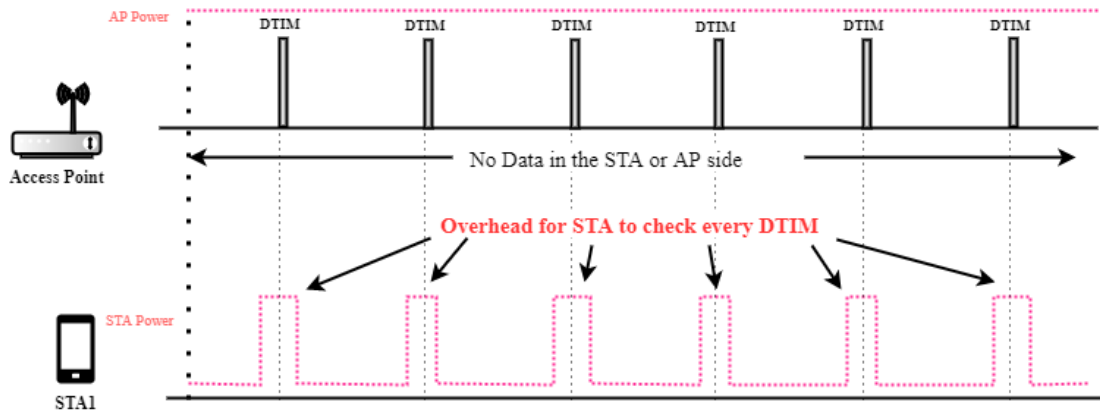 AP Power
DTIM DTIM DTIM DTIM DTIM DTIM
No Data in the STA or AP side
Access Point
Overhead for STA to check every DTIM
STA Power
STA1